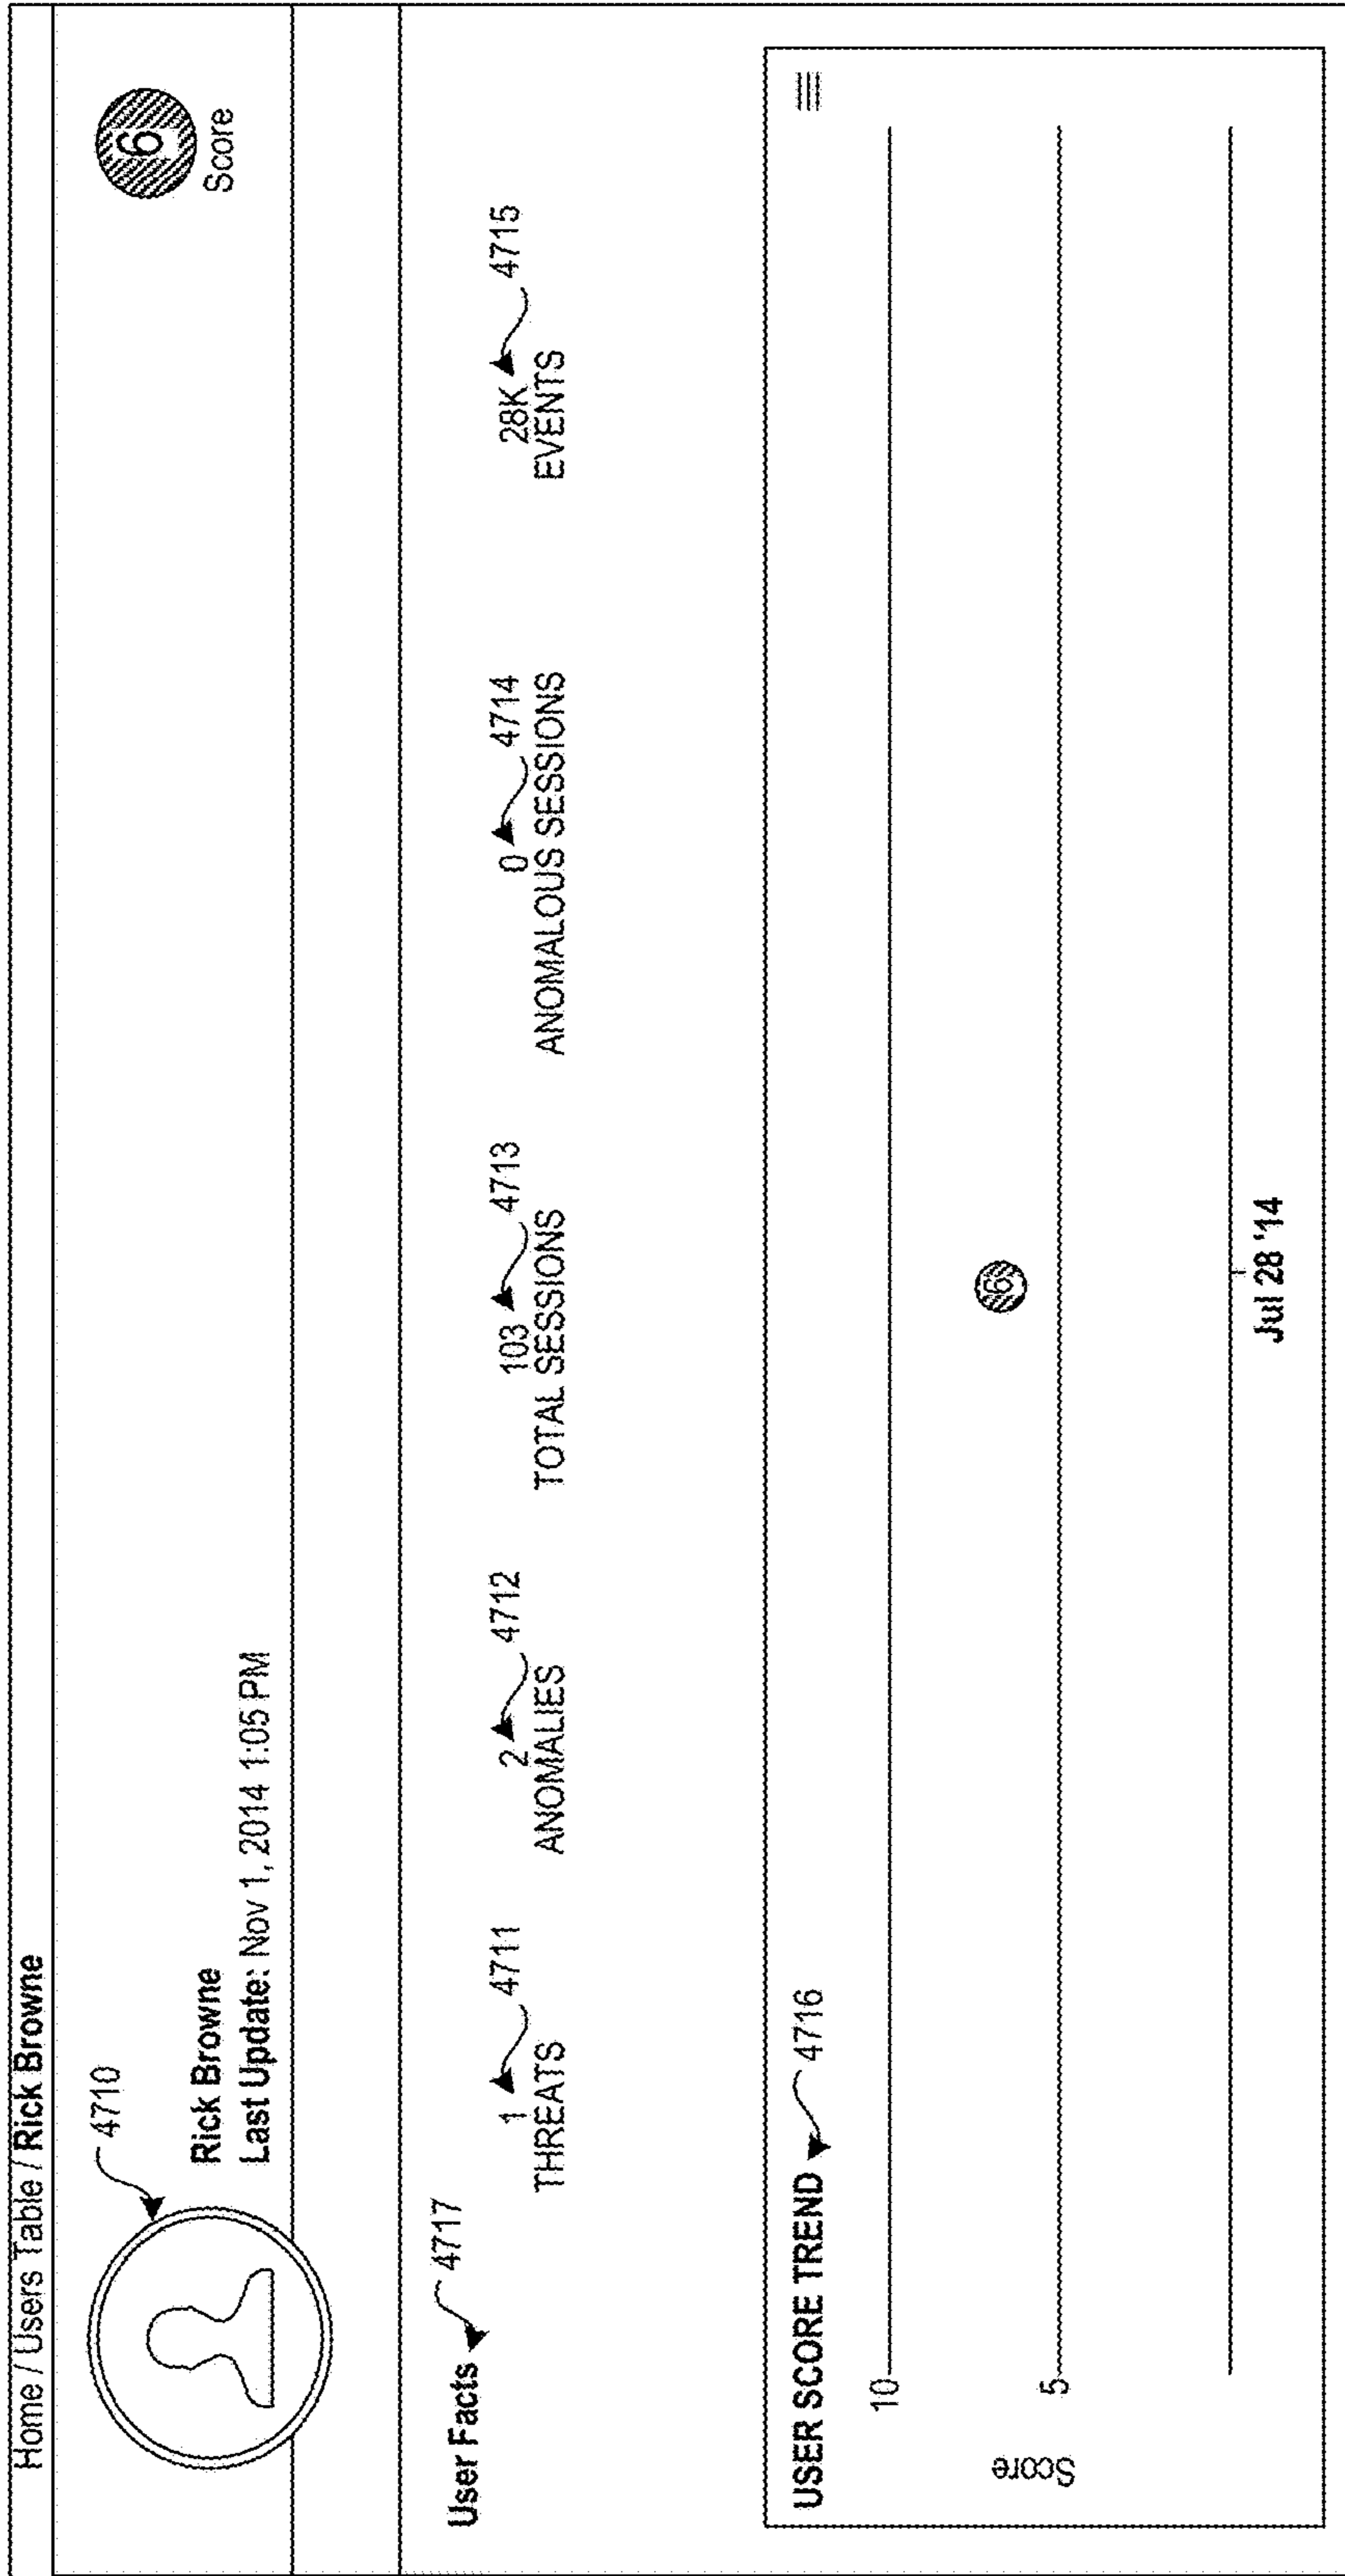 Home / Users Table / Rick Browne
4710
Rick Browne
Last Update: Nov 1, 2014 1:05 PM
6
Score
User Facts 4717
1 4711
THREATS
2 4712
ANOMALIES
103 4713
TOTAL SESSIONS
0 4714
ANOMALOUS SESSIONS
28K 4715
EVENTS
USER SCORE TREND 4716
10
5
Score
6
Jul 28 '14